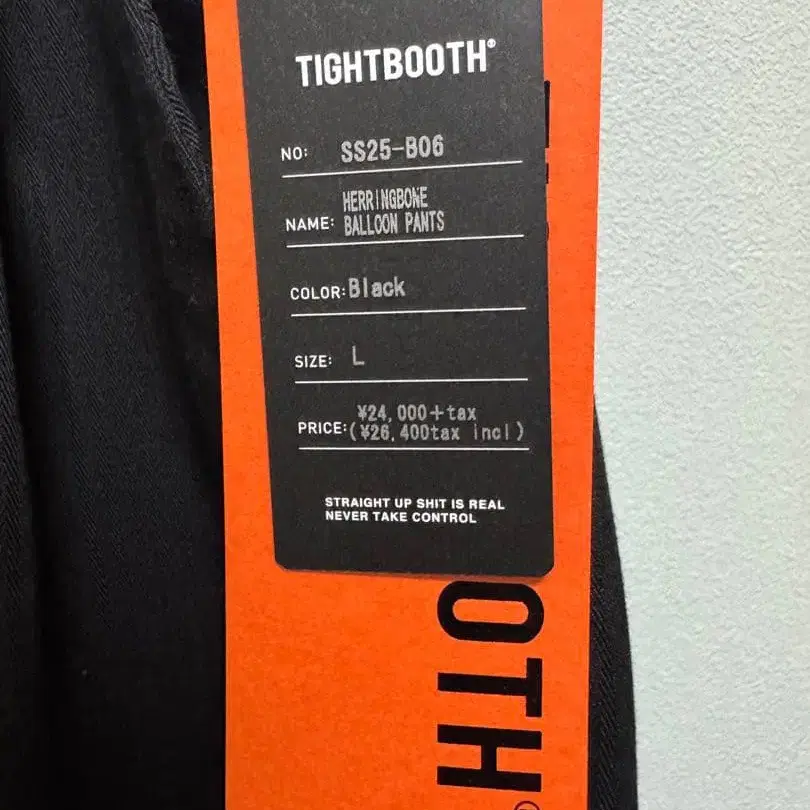 TIGHTBOOTH®
NO: SS25-B06
NAME: HERRINGBONE
BALLOON PANTS
COLOR: Black
SIZE: L
PRICE: ¥24,000+tax
(¥26,400tax incl)
STRAIGHT UP SHIT IS REAL
NEVER TAKE CONTROL
OTH®